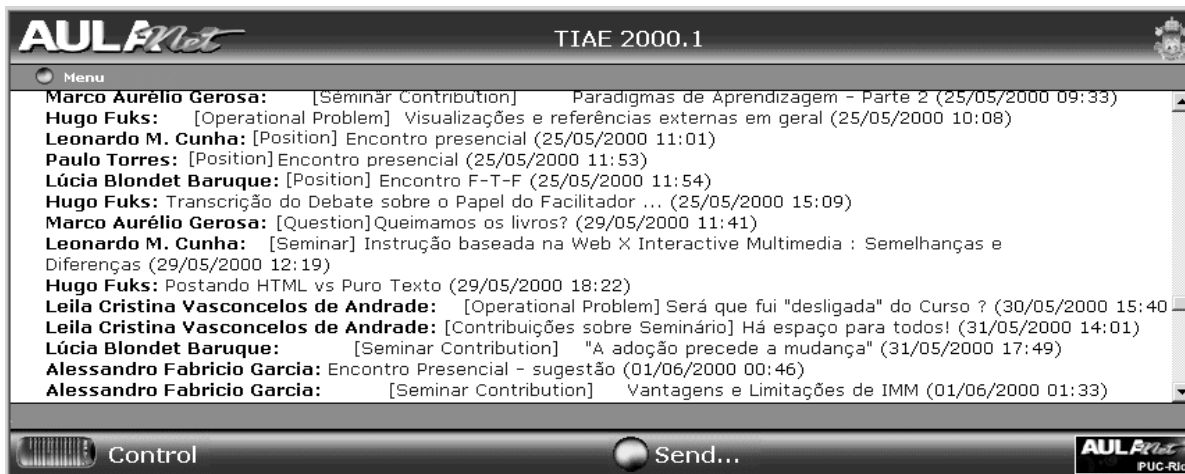 AULANet
TIAE 2000.1
Menu
Marco Aurélio Gerosa: [Seminar Contribution] Paradigmas de Aprendizagem - Parte 2 (25/05/2000 09:33)
Hugo Fuks: [Operational Problem] Visualizações e referências externas em geral (25/05/2000 10:08)
Leonardo M. Cunha: [Position] Encontro presencial (25/05/2000 11:01)
Paulo Torres: [Position] Encontro presencial (25/05/2000 11:53)
Lúcia Blondet Baruque: [Position] Encontro F-T-F (25/05/2000 11:54)
Hugo Fuks: Transcrição do Debate sobre o Papel do Facilitador ... (25/05/2000 15:09)
Marco Aurélio Gerosa: [Question] Queimamos os livros? (29/05/2000 11:41)
Leonardo M. Cunha: [Seminar] Instrução baseada na Web X Interactive Multimedia : Semelhanças e
Diferenças (29/05/2000 12:19)
Hugo Fuks: Postando HTML vs Puro Texto (29/05/2000 18:22)
Leila Cristina Vasconcelos de Andrade: [Operational Problem] Será que fui "desligada" do Curso ? (30/05/2000 15:40
Leila Cristina Vasconcelos de Andrade: [Contribuições sobre Seminário] Há espaço para todos! (31/05/2000 14:01)
Lúcia Blondet Baruque: [Seminar Contribution] "A adoção precede a mudança" (31/05/2000 17:49)
Alessandro Fabricio Garcia: Encontro Presencial - sugestão (01/06/2000 00:46)
Alessandro Fabricio Garcia: [Seminar Contribution] Vantagens e Limitações de IMM (01/06/2000 01:33)
Control
Send...
AULANet
PUC-Rio